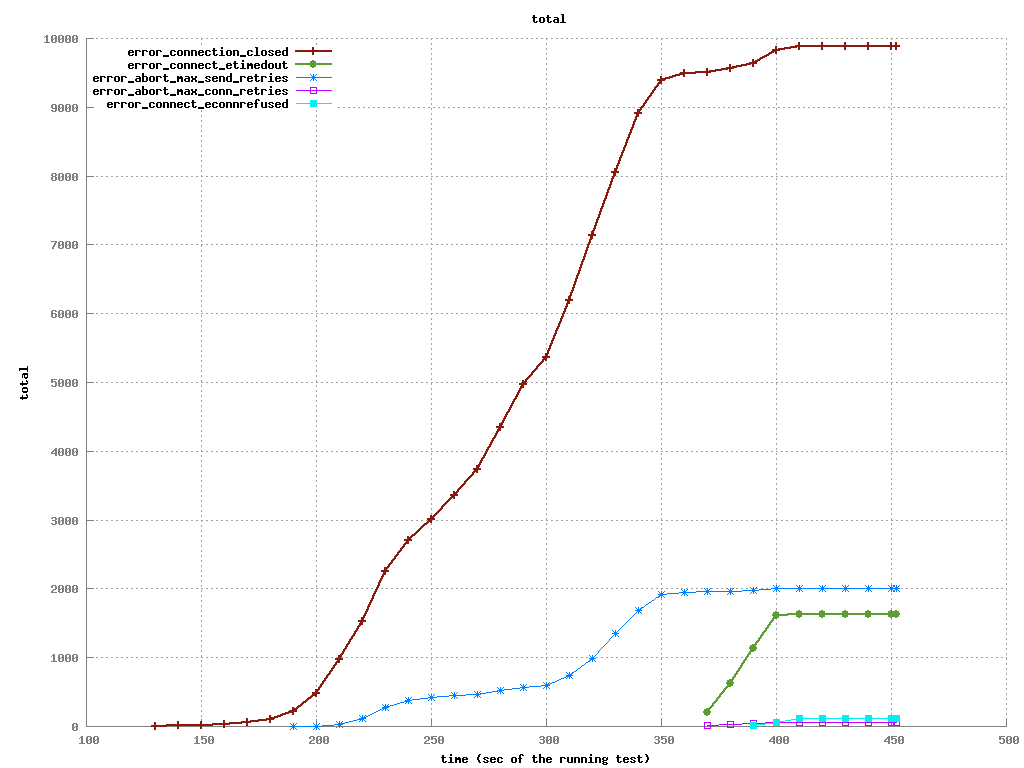 total
10000
9000
8000
7000
6000
5000
4000
3000
2000
1000
0
error_connection_closed
error_connect_etimedout
error_abort_max_send_retries
error_abort_max_conn_retries
error_connect_econnrefused
total
100 150 200 250 300 350 400 450 500
time (sec of the running test)